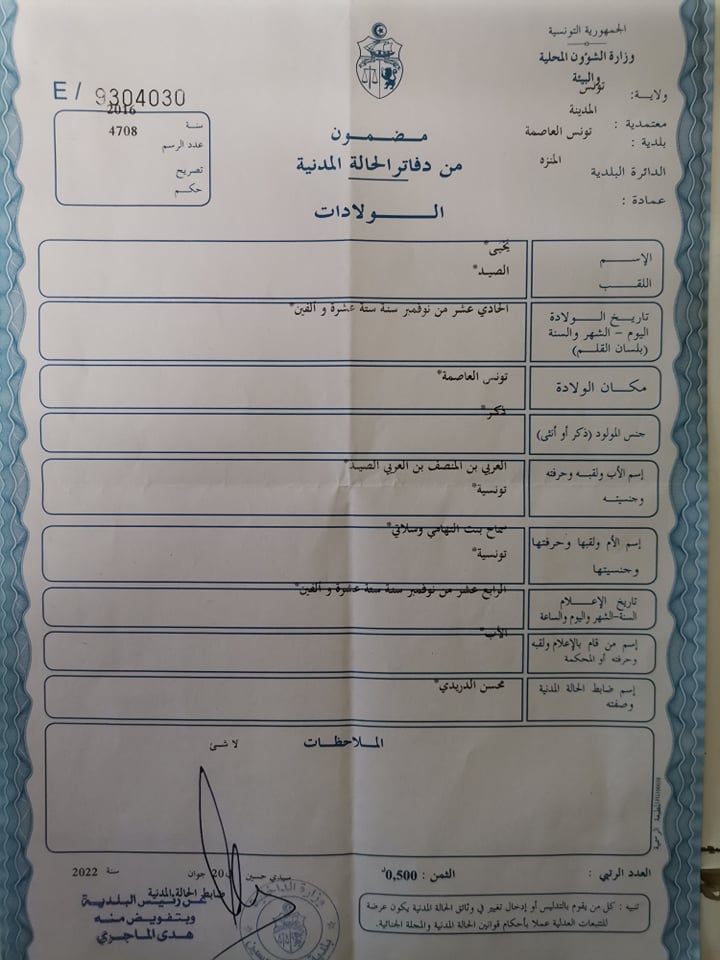 الجمهورية التونسية
وزارة الشؤون المحلية
والبيئة
ولاية: تونس
معتمدية : المدينة
بلدية : تونس العاصمة
الدائرة البلدية المنزه
عمادة :
E / 9304030
سنة 2016
عدد الرسم 4708
تصريح
حكم
مضمون
من دفاتر الحالة المدنية
الولادات
الإسم يحيى*
اللقب الصيد*
تاريخ الولادة الحادي عشر من نوفمبر سنة ستة عشرة و ألفين*
اليوم - الشهر والسنة
(بلسان القلم)
مكان الولادة تونس العاصمة*
جنس المولود (ذكر أو أنثى) ذكر*
إسم الأب ولقبه وحرفته العربي بن المنصف بن العربي الصيد*
وجنسيته تونسية*
إسم الأم ولقبها وحرفتها سماح بنت التهامي وسلاتي*
وجنسيتها تونسية*
تاريخ الإعلام الرابع عشر من نوفمبر سنة ستة عشرة و ألفين*
السنة-الشهر واليوم والساعة
إسم من قام بالإعلام ولقبه الأب*
وحرفته أو المحكمة
إسم ضابط الحالة المدنية محسن الدريدي*
وصفته
الملاحظات
لا شئ
المطبعة الرسمية
العدد الرتبي :
الثمن : 0,500د
سيدي حسين 20 جوان سنة 2022
ضابط الحالة المدنية
عن رئيس البلدية
وبتفويض منه
هدى الماجري
تنبيه : كل من يقوم بالتدليس أو إدخال تغيير في وثائق الحالة المدنية يكون عرضة
للتتبعات العدلية عملا بأحكام قوانين الحالة المدنية والمجلة الجنائية.